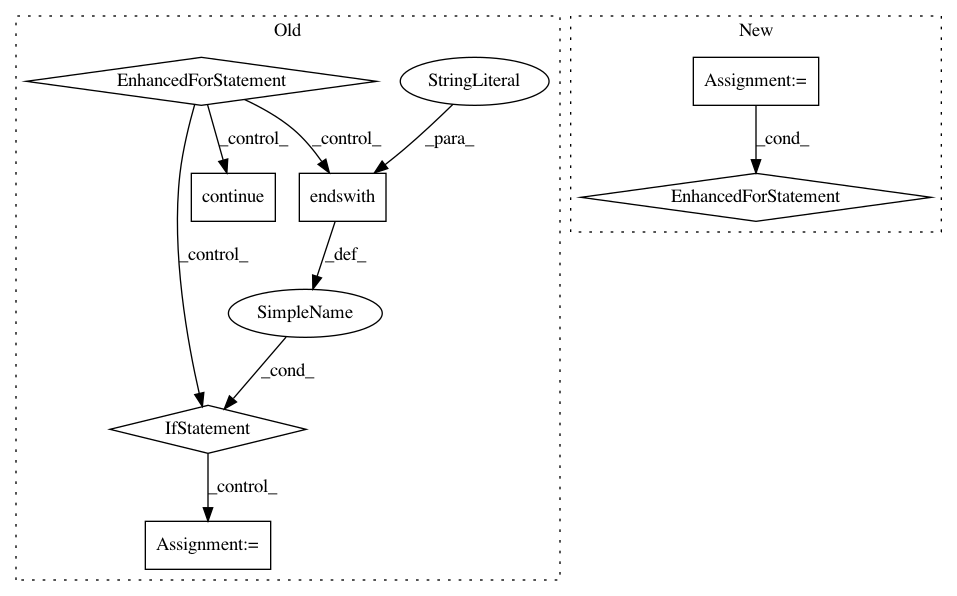 Old
New
EnhancedForStatement
StringLiteral
Assignment:=
_control_
_control_
_para_
_cond_
continue
endswith
EnhancedForStatement
_control_
_def_
SimpleName
_cond_
IfStatement
_control_
Assignment:=